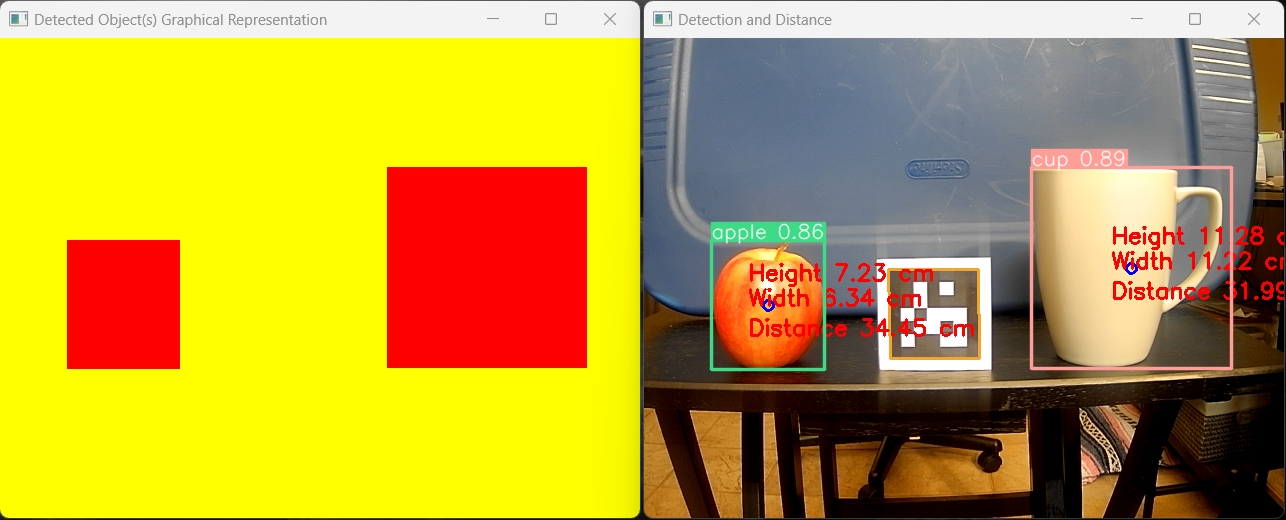 Detected Object(s) Graphical Representation
Detection and Distance
cup 0.89
apple 0.86
Height 11.28 c
Width 11.22 cm
Distance 31.99
Height 7.23 cm
Width 6.34 cm
Distance 34.45 cm